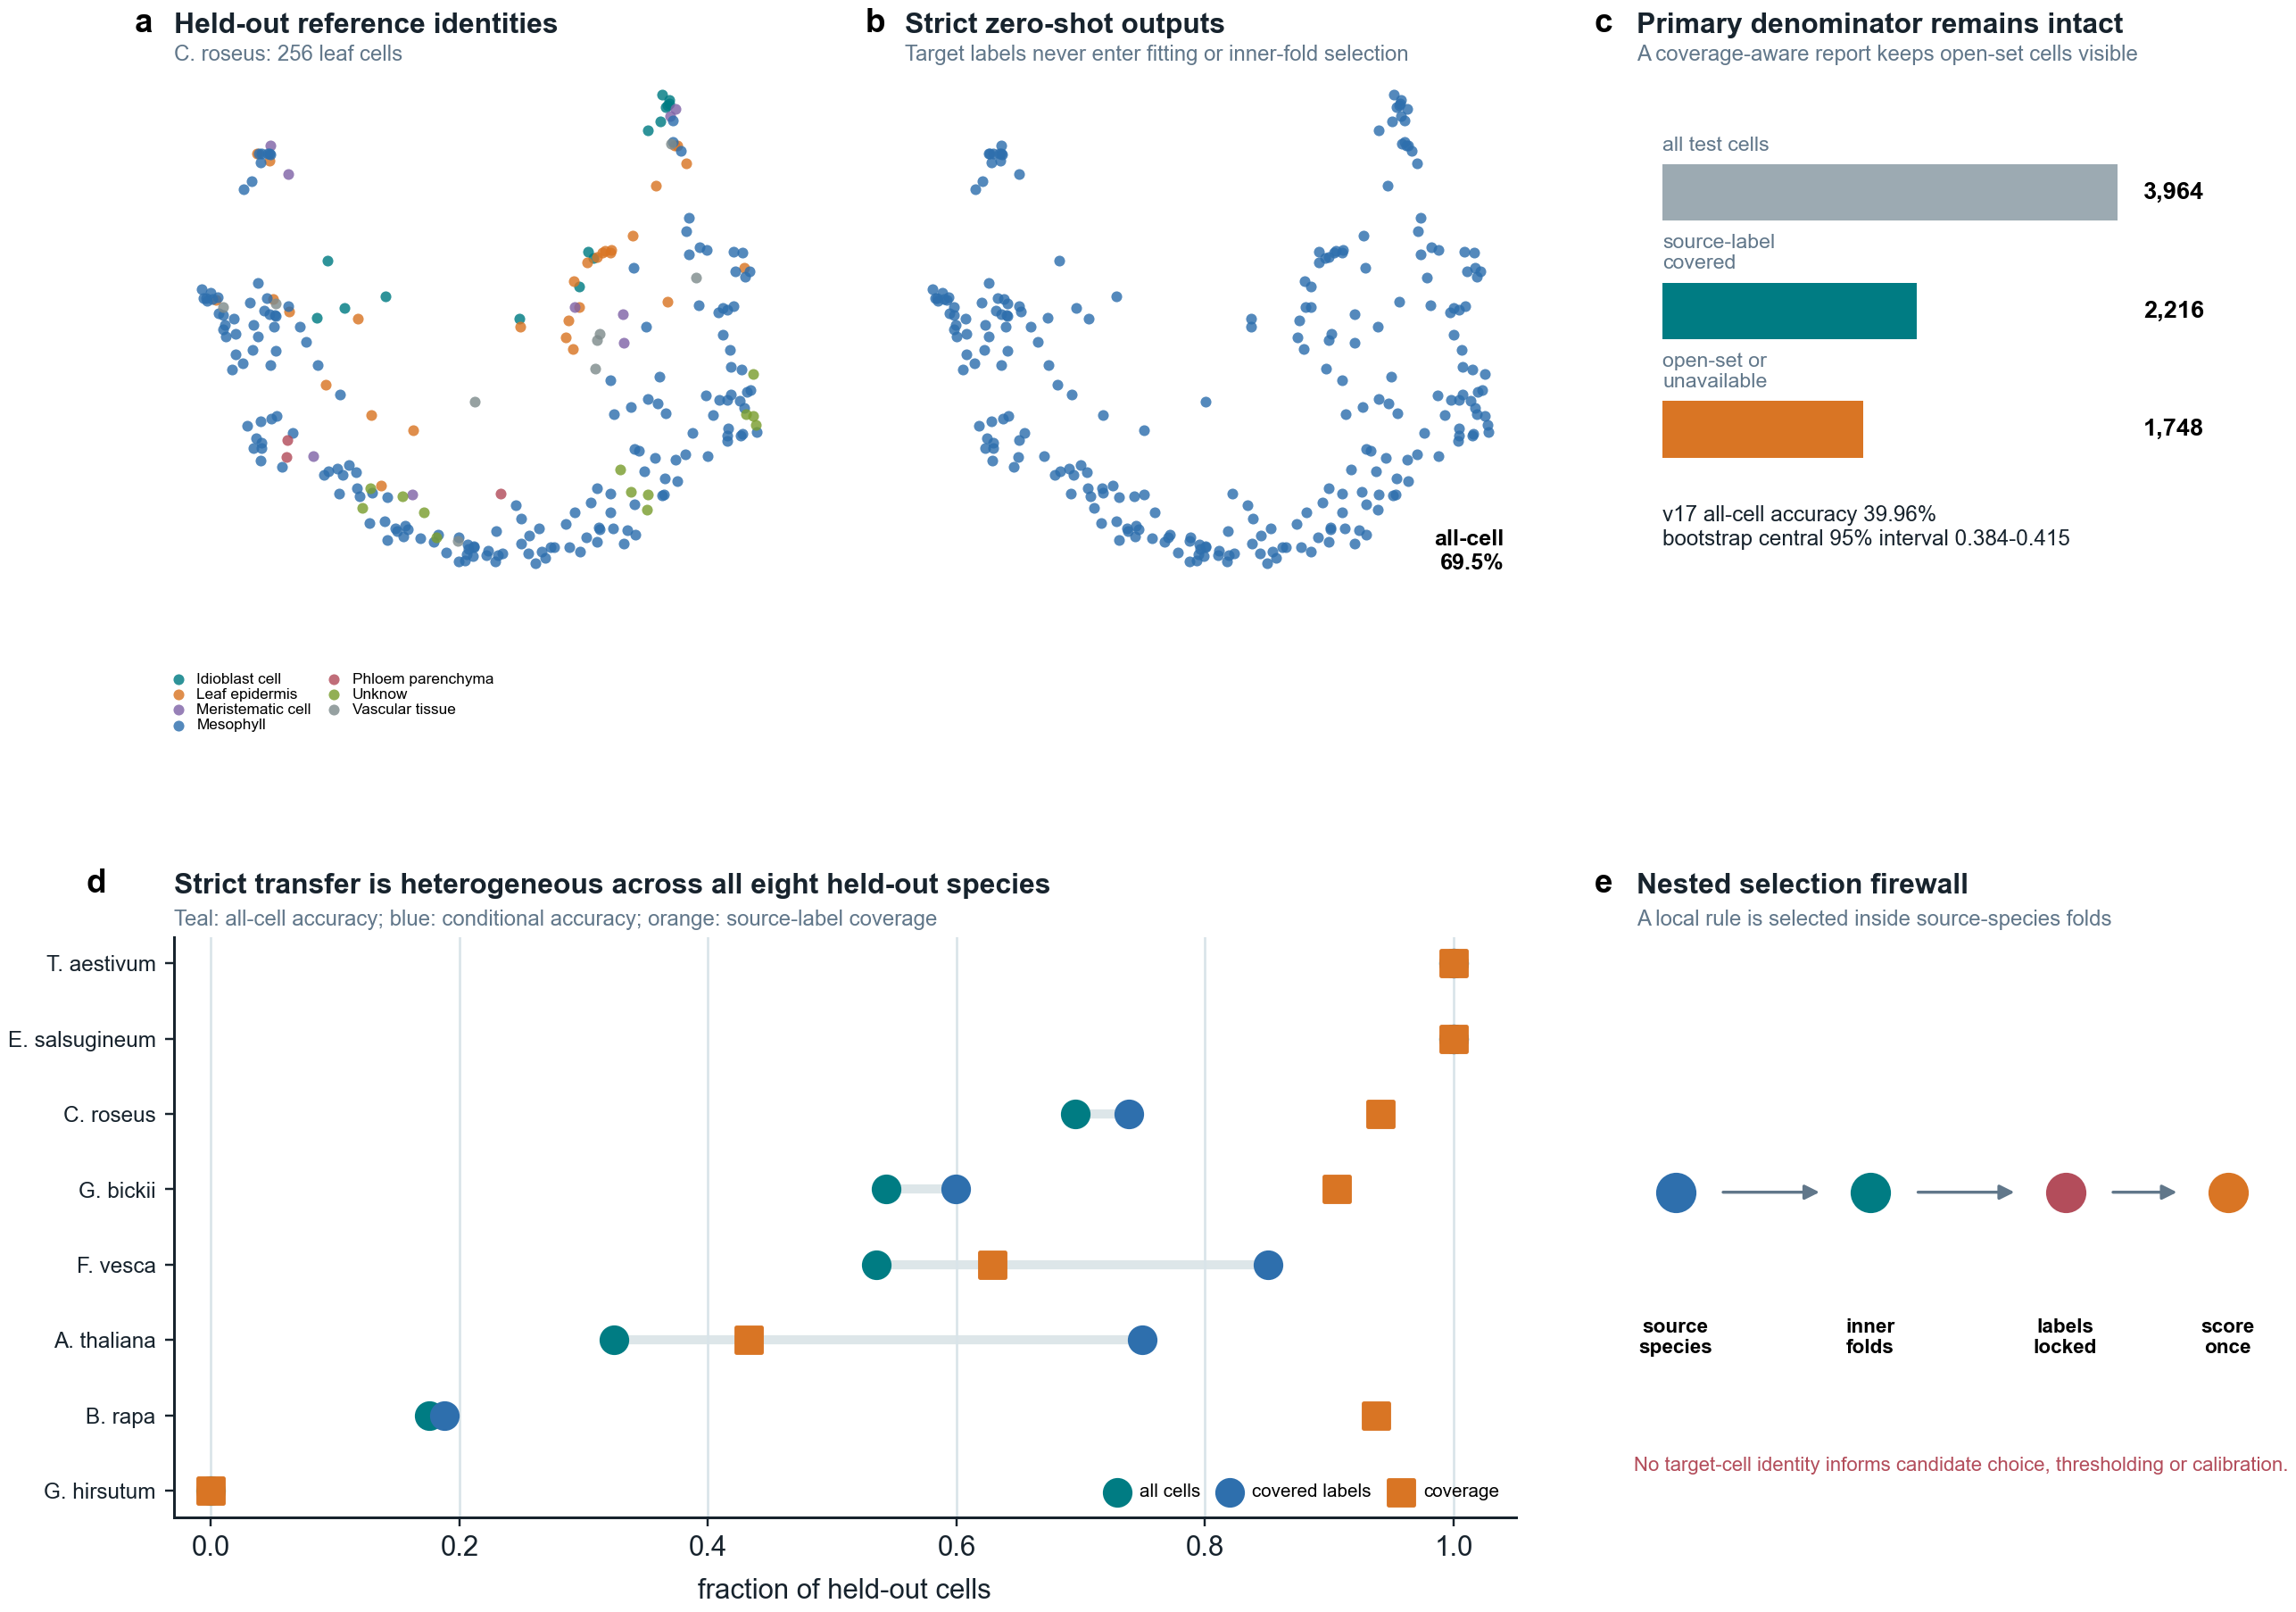 a
Held-out reference identities
C. roseus: 256 leaf cells
Idioblast cell
Leaf epidermis
Meristematic cell
Mesophyll
Phloem parenchyma
Unknow
Vascular tissue
b
Strict zero-shot outputs
Target labels never enter fitting or inner-fold selection
all-cell
69.5%
c
Primary denominator remains intact
A coverage-aware report keeps open-set cells visible
all test cells
3,964
source-label
covered
2,216
open-set or
unavailable
1,748
v17 all-cell accuracy 39.96%
bootstrap central 95% interval 0.384-0.415
d
Strict transfer is heterogeneous across all eight held-out species
Teal: all-cell accuracy; blue: conditional accuracy; orange: source-label coverage
T. aestivum
E. salsugineum
C. roseus
G. bickii
F. vesca
A. thaliana
B. rapa
G. hirsutum
all cells
covered labels
coverage
0.0
0.2
0.4
0.6
0.8
1.0
fraction of held-out cells
e
Nested selection firewall
A local rule is selected inside source-species folds
source
species
inner
folds
labels
locked
score
once
No target-cell identity informs candidate choice, thresholding or calibration.